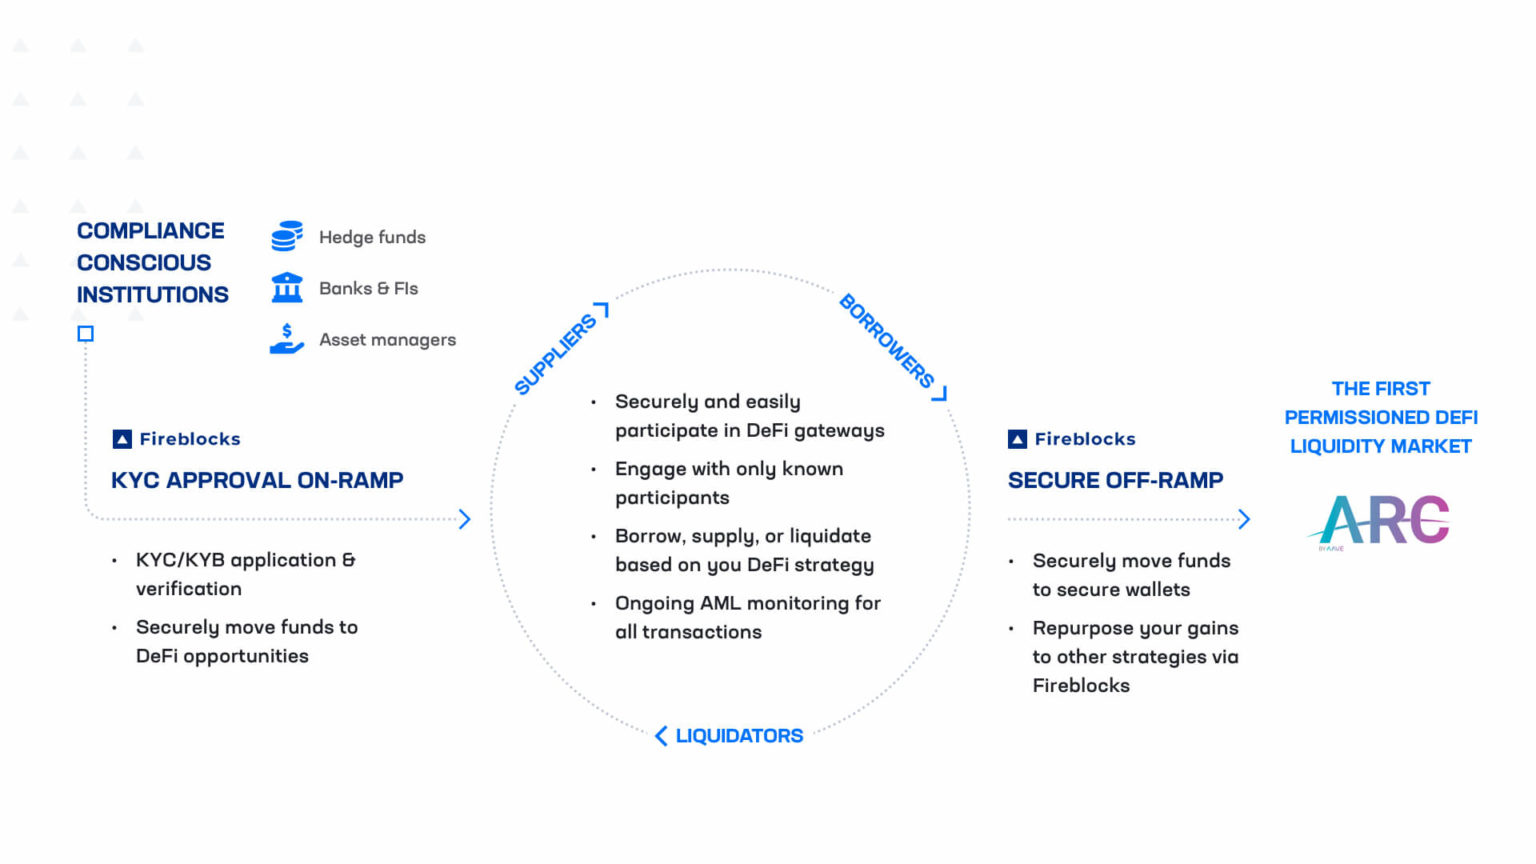 COMPLIANCE
CONSCIOUS
INSTITUTIONS
Hedge funds
Banks & FIs
Asset managers
Fireblocks
KYC APPROVAL ON-RAMP
• KYC/KYB application &
verification
• Securely move funds to
DeFi opportunities
SUPPLIERS
BORROWERS
• Securely and easily
participate in DeFi gateways
• Engage with only known
participants
• Borrow, supply, or liquidate
based on you DeFi strategy
• Ongoing AML monitoring for
all transactions
LIQUIDATORS
Fireblocks
SECURE OFF-RAMP
• Securely move funds
to secure wallets
• Repurpose your gains
to other strategies via
Fireblocks
THE FIRST
PERMISSIONED DEFI
LIQUIDITY MARKET
ARC
BY AAVE